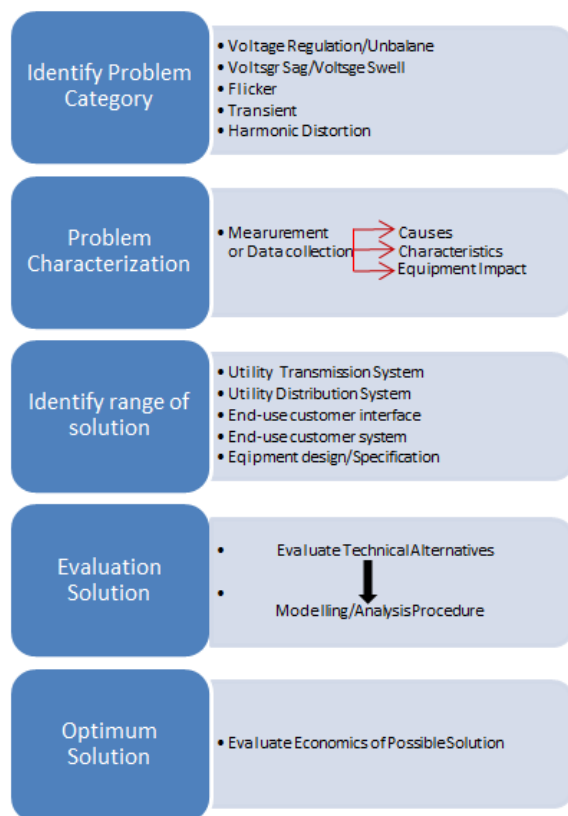 Identify Problem
Category
• Voltage Regulation/Unbalane
• Voltsgr Sag/Voltsge Swell
• Flicker
• Transient
• Harmonic Distortion
Problem
Characterization
• Mearurement
or Data collection
Causes
Characteristics
Equipment Impact
Identify range of
solution
• Utility Transmission System
• Utility Distribution System
• End-use customer interface
• End-use customer system
• Eqipment design/Specification
Evaluation
Solution
• Evaluate Technical Alternatives
• Modelling/Analysis Procedure
Optimum
Solution
• Evaluate Economics of Possible Solution